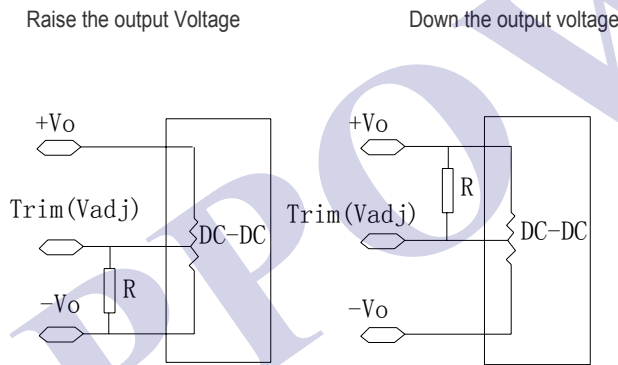 Raise the output Voltage
Down the output voltage
+Vo
Trim(Vadj)
DC-DC
R
-Vo
+Vo
R
Trim(Vadj)
DC-DC
-Vo
PPOW